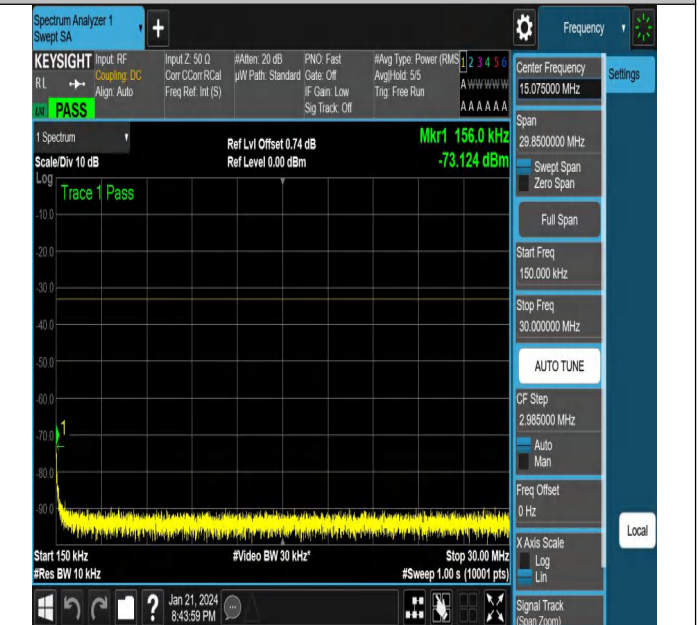 Spectrum Analyzer 1
Swept SA
+
Frequency
KEYSIGHT
RL
PASS
Input: RF
Coupling: DC
Align: Auto
Input Z: 50 Ω
Corr CCorr RCal
Freq Ref: Int (S)
#Atten: 20 dB
µW Path: Standard
PNO: Fast
Gate: Off
IF Gain: Low
Sig Track: Off
#Avg Type: Power (RMS
Avg|Hold: 5/5
Trig: Free Run
1 2 3 4 5 6
A W W W W W
A A A A A A
1 Spectrum
Scale/Div 10 dB
Ref Lvl Offset 0.74 dB
Ref Level 0.00 dBm
Mkr1 156.0 kHz
-73.124 dBm
Log
Trace 1 Pass
-10.0
-20.0
-30.0
-40.0
-50.0
-60.0
1
-70.0
-80.0
-90.0
Start 150 kHz
#Res BW 10 kHz
#Video BW 30 kHz*
Stop 30.00 MHz
#Sweep 1.00 s (10001 pts)
?
Jan 21, 2024
8:43:59 PM
Center Frequency
15.075000 MHz
Settings
Span
29.8500000 MHz
Swept Span
Zero Span
Full Span
Start Freq
150.000 kHz
Stop Freq
30.000000 MHz
AUTO TUNE
CF Step
2.985000 MHz
Auto
Man
Freq Offset
0 Hz
Local
X Axis Scale
Log
Lin
Signal Track
(Span Zoom)